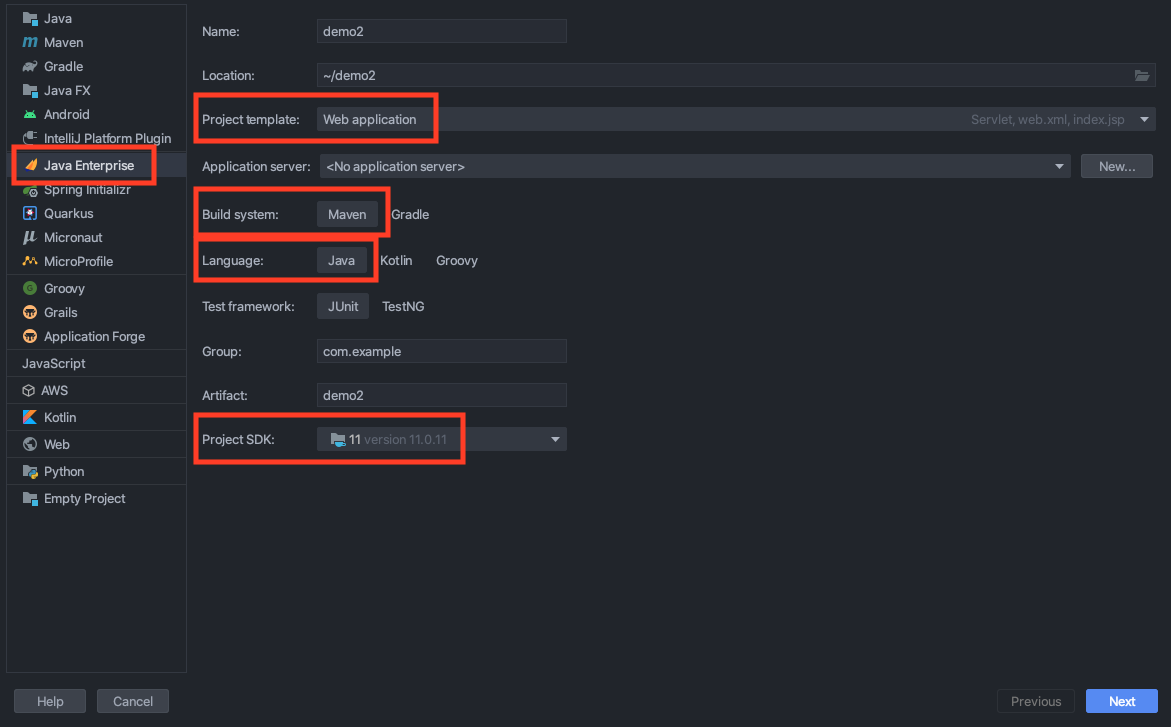 Java
Maven
Gradle
Java FX
Android
IntelliJ Platform Plugin
Java Enterprise
Spring Initializr
Quarkus
Micronaut
MicroProfile
Groovy
Grails
Application Forge
JavaScript
AWS
Kotlin
Web
Python
Empty Project
Name: demo2
Location: ~/demo2
Project template: Web application Servlet, web.xml, index.jsp
Application server: <No application server> New...
Build system: Maven Gradle
Language: Java Kotlin Groovy
Test framework: JUnit TestNG
Group: com.example
Artifact: demo2
Project SDK: 11 version 11.0.11
Help Cancel Previous Next